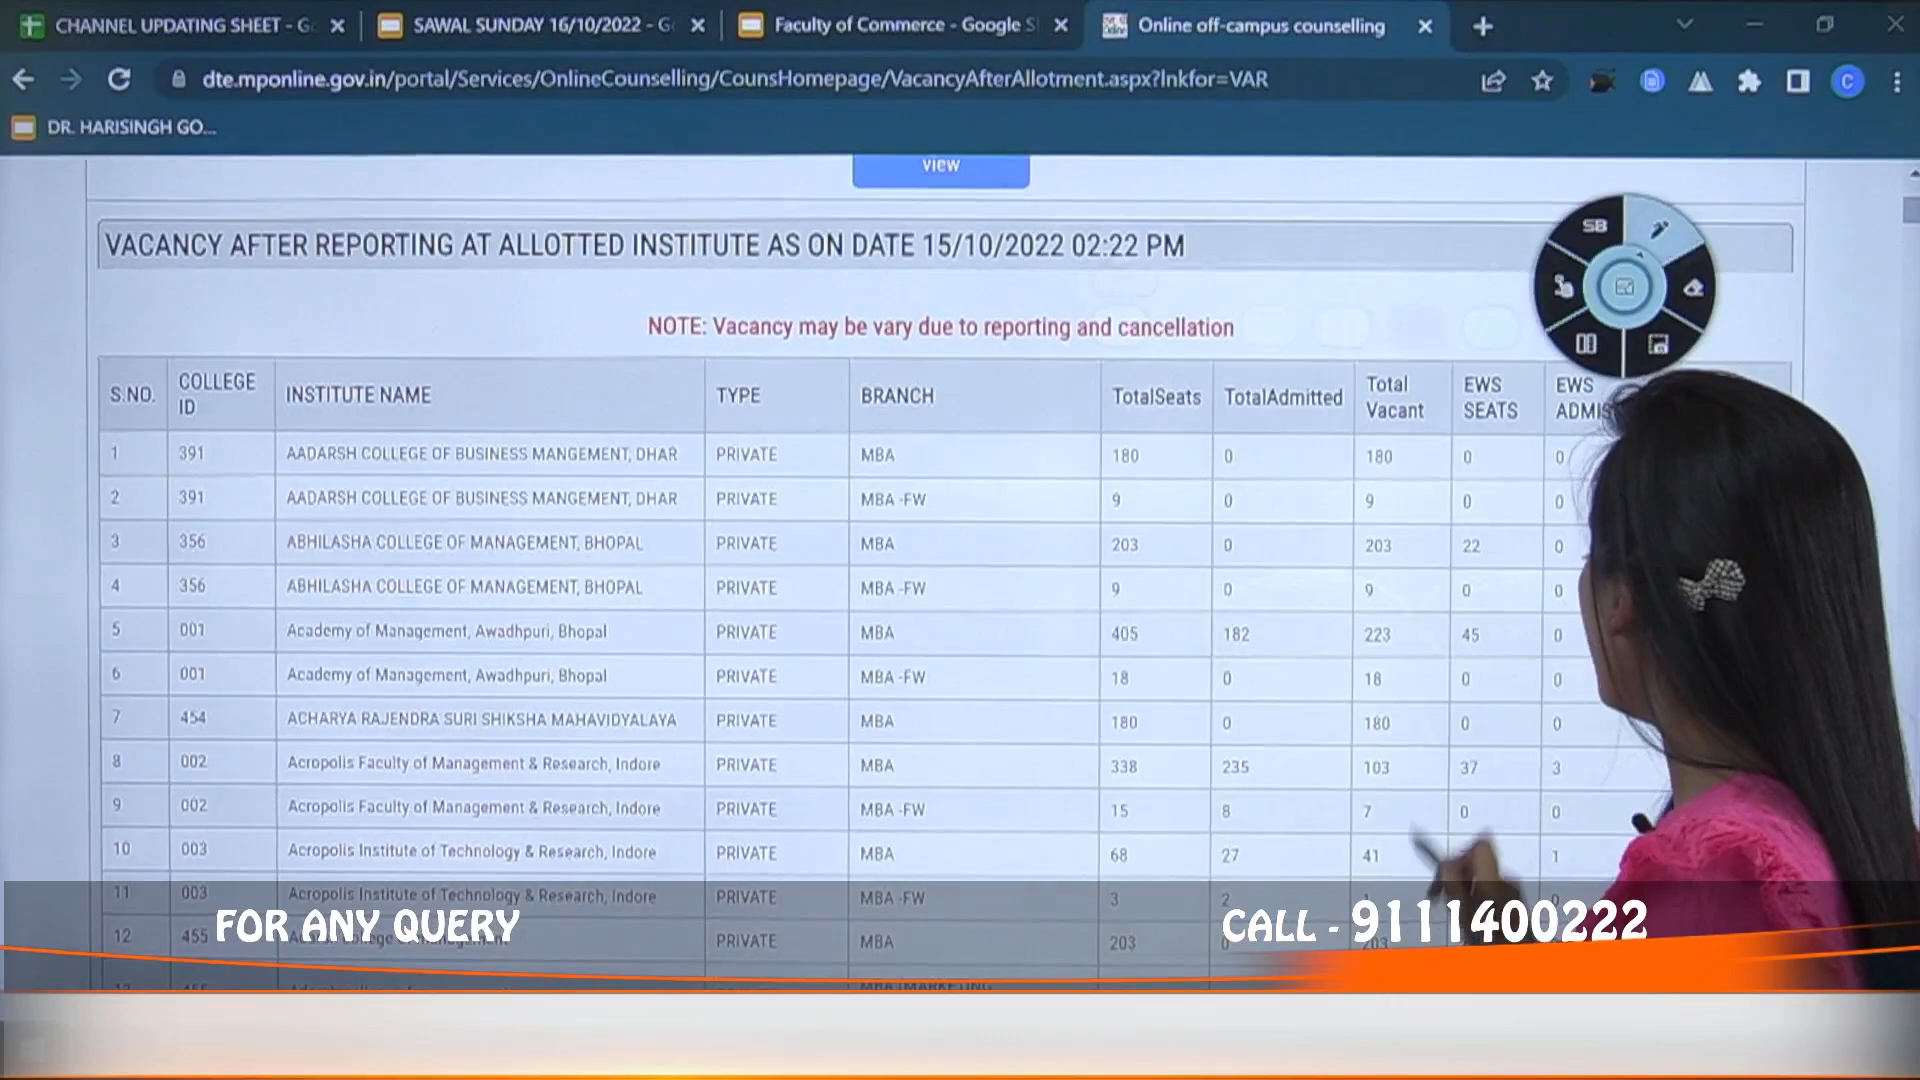 CHANNEL UPDATING SHEET - G
SAWAL SUNDAY 16/10/2022 - G
Faculty of Commerce - Google S
Online off-campus counselling
dte.mponline.gov.in/portal/Services/OnlineCounselling/CounsHomepage/VacancyAfterAllotment.aspx?lnkfor=VAR
C
DR. HARISINGH GO...
view
VACANCY AFTER REPORTING AT ALLOTTED INSTITUTE AS ON DATE 15/10/2022 02:22 PM
SB
NOTE: Vacancy may be vary due to reporting and cancellation
S.NO. COLLEGE ID INSTITUTE NAME TYPE BRANCH TotalSeats TotalAdmitted Total Vacant EWS SEATS EWS ADMIS
1 391 AADARSH COLLEGE OF BUSINESS MANGEMENT, DHAR PRIVATE MBA 180 0 180 0 0
2 391 AADARSH COLLEGE OF BUSINESS MANGEMENT, DHAR PRIVATE MBA -FW 9 0 9 0 0
3 356 ABHILASHA COLLEGE OF MANAGEMENT, BHOPAL PRIVATE MBA 203 0 203 22 0
4 356 ABHILASHA COLLEGE OF MANAGEMENT, BHOPAL PRIVATE MBA -FW 9 0 9 0 0
5 001 Academy of Management, Awadhpuri, Bhopal PRIVATE MBA 405 182 223 45 0
6 001 Academy of Management, Awadhpuri, Bhopal PRIVATE MBA -FW 18 0 18 0 0
7 454 ACHARYA RAJENDRA SURI SHIKSHA MAHAVIDYALAYA PRIVATE MBA 180 0 180 0 0
8 002 Acropolis Faculty of Management & Research, Indore PRIVATE MBA 338 235 103 37 3
9 002 Acropolis Faculty of Management & Research, Indore PRIVATE MBA -FW 15 8 7 0 0
10 003 Acropolis Institute of Technology & Research, Indore PRIVATE MBA 68 27 41 1
11 003 Acropolis Institute of Technology & Research, Indore PRIVATE MBA -FW 3 2
12 455 PRIVATE MBA 203 0 203
FOR ANY QUERY
CALL - 9111400222